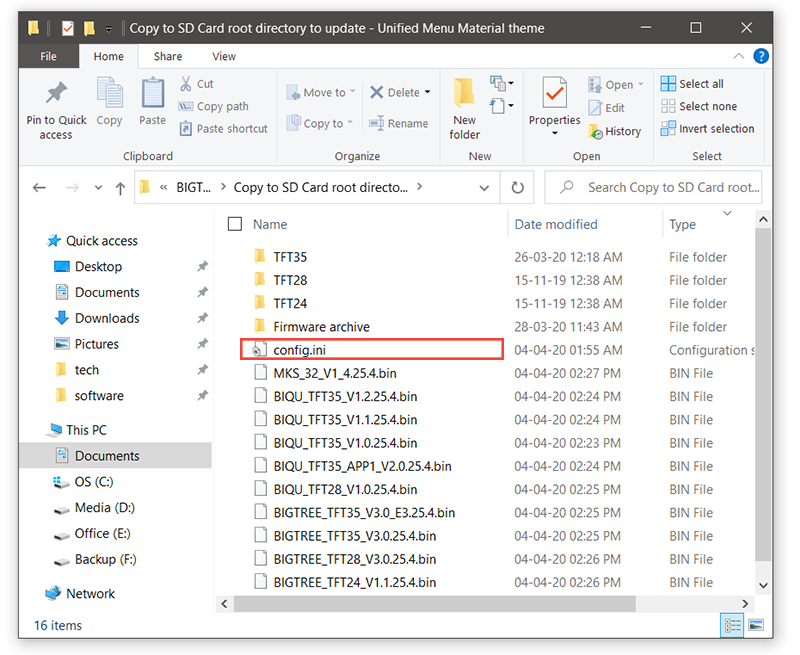 Copy to SD Card root directory to update - Unified Menu Material theme
File Home Share View
Pin to Quick access
Copy
Paste
Cut
Copy path
Paste shortcut
Clipboard
Move to
Copy to
Delete
Rename
Organize
New folder
New
Properties
Open
Edit
History
Open
Select all
Select none
Invert selection
Select
« BIGT... > Copy to SD Card root directo... >
Search Copy to SD Card root...
Quick access
Desktop
Documents
Downloads
Pictures
tech
software
This PC
Documents
OS (C:)
Media (D:)
Office (E:)
Backup (F:)
Network
Name Date modified Type
TFT35 26-03-20 12:18 AM File folder
TFT28 15-11-19 12:38 AM File folder
TFT24 15-11-19 12:38 AM File folder
Firmware archive 28-03-20 11:43 AM File folder
config.ini 04-04-20 01:55 AM Configuration s
MKS_32_V1_4.25.4.bin 04-04-20 02:27 PM BIN File
BIQU_TFT35_V1.2.25.4.bin 04-04-20 02:24 PM BIN File
BIQU_TFT35_V1.1.25.4.bin 04-04-20 02:24 PM BIN File
BIQU_TFT35_V1.0.25.4.bin 04-04-20 02:23 PM BIN File
BIQU_TFT35_APP1_V2.0.25.4.bin 04-04-20 02:24 PM BIN File
BIQU_TFT28_V1.0.25.4.bin 04-04-20 02:25 PM BIN File
BIGTREE_TFT35_V3.0_E3.25.4.bin 04-04-20 02:25 PM BIN File
BIGTREE_TFT35_V3.0.25.4.bin 04-04-20 02:25 PM BIN File
BIGTREE_TFT28_V3.0.25.4.bin 04-04-20 02:26 PM BIN File
BIGTREE_TFT24_V1.1.25.4.bin 04-04-20 02:26 PM BIN File
16 items